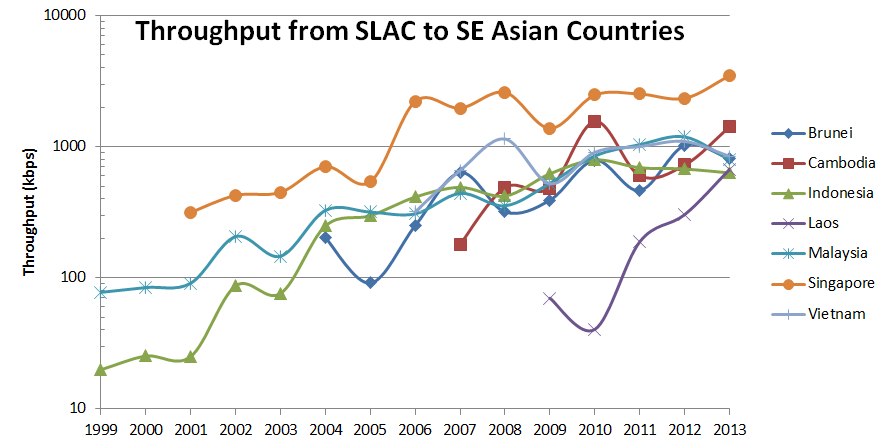 Throughput from SLAC to SE Asian Countries
10000
1000
100
10
Throughput (kbps)
1999 2000 2001 2002 2003 2004 2005 2006 2007 2008 2009 2010 2011 2012 2013
Brunei
Cambodia
Indonesia
Laos
Malaysia
Singapore
Vietnam